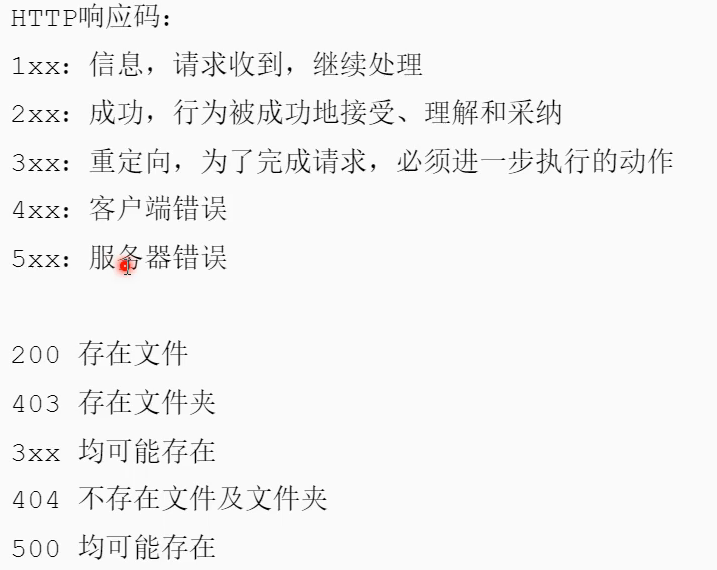 HTTP响应码：
1xx：信息，请求收到，继续处理
2xx：成功，行为被成功地接受、理解和采纳
3xx：重定向，为了完成请求，必须进一步执行的动作
4xx：客户端错误
5xx：服务器错误
200 存在文件
403 存在文件夹
3xx 均可能存在
404 不存在文件及文件夹
500 均可能存在